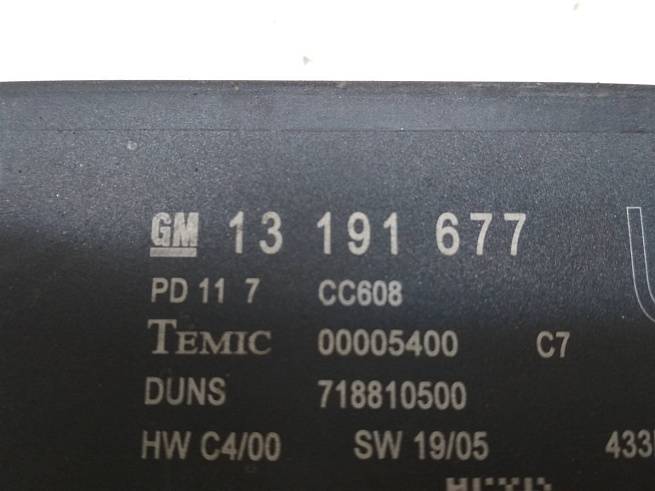 GM 13 191 677
PD 11 7 CC608
TEMIC 00005400 C7
DUNS 718810500
HW C4/00 SW 19/05 433